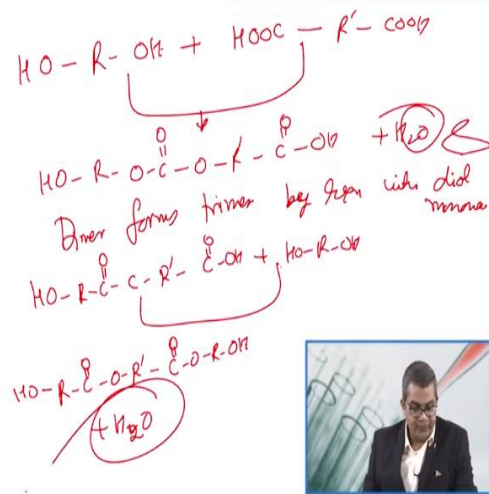 HO - R - OH + HOOC - R' - COOH
HO - R - O - C(=O) - O - R' - C(=O) - OH + H₂O
Dimer forms trimer by rxn with diol monomer
HO - R - C(=O) - C - R' - C(=O) - OH + HO - R - OH
HO - R - C(=O) - O - R' - C(=O) - O - R - OH
+ H₂O